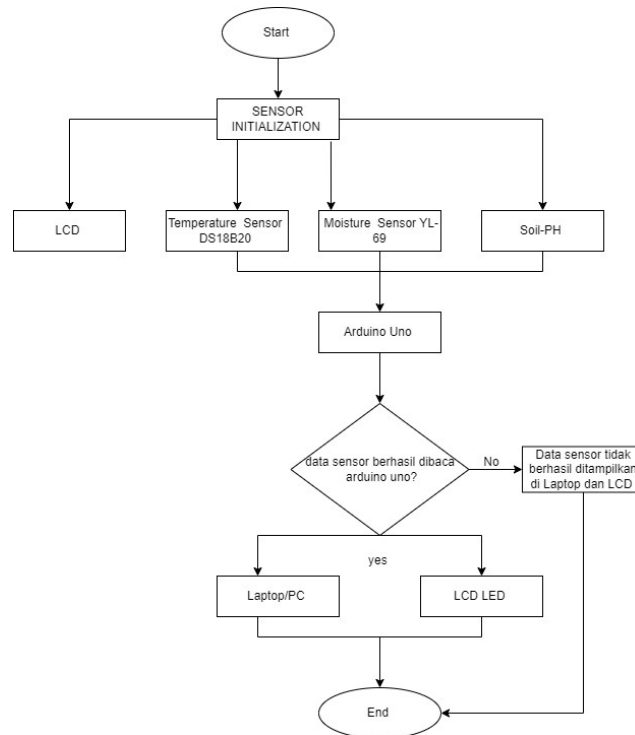 Start
SENSOR
INITIALIZATION
LCD
Temperature Sensor
DS18B20
Moisture Sensor YL-
69
Soil-PH
Arduino Uno
data sensor berhasil dibaca
arduino uno?
No
Data sensor tidak
berhasil ditampilkan
di Laptop dan LCD
yes
Laptop/PC
LCD LED
End